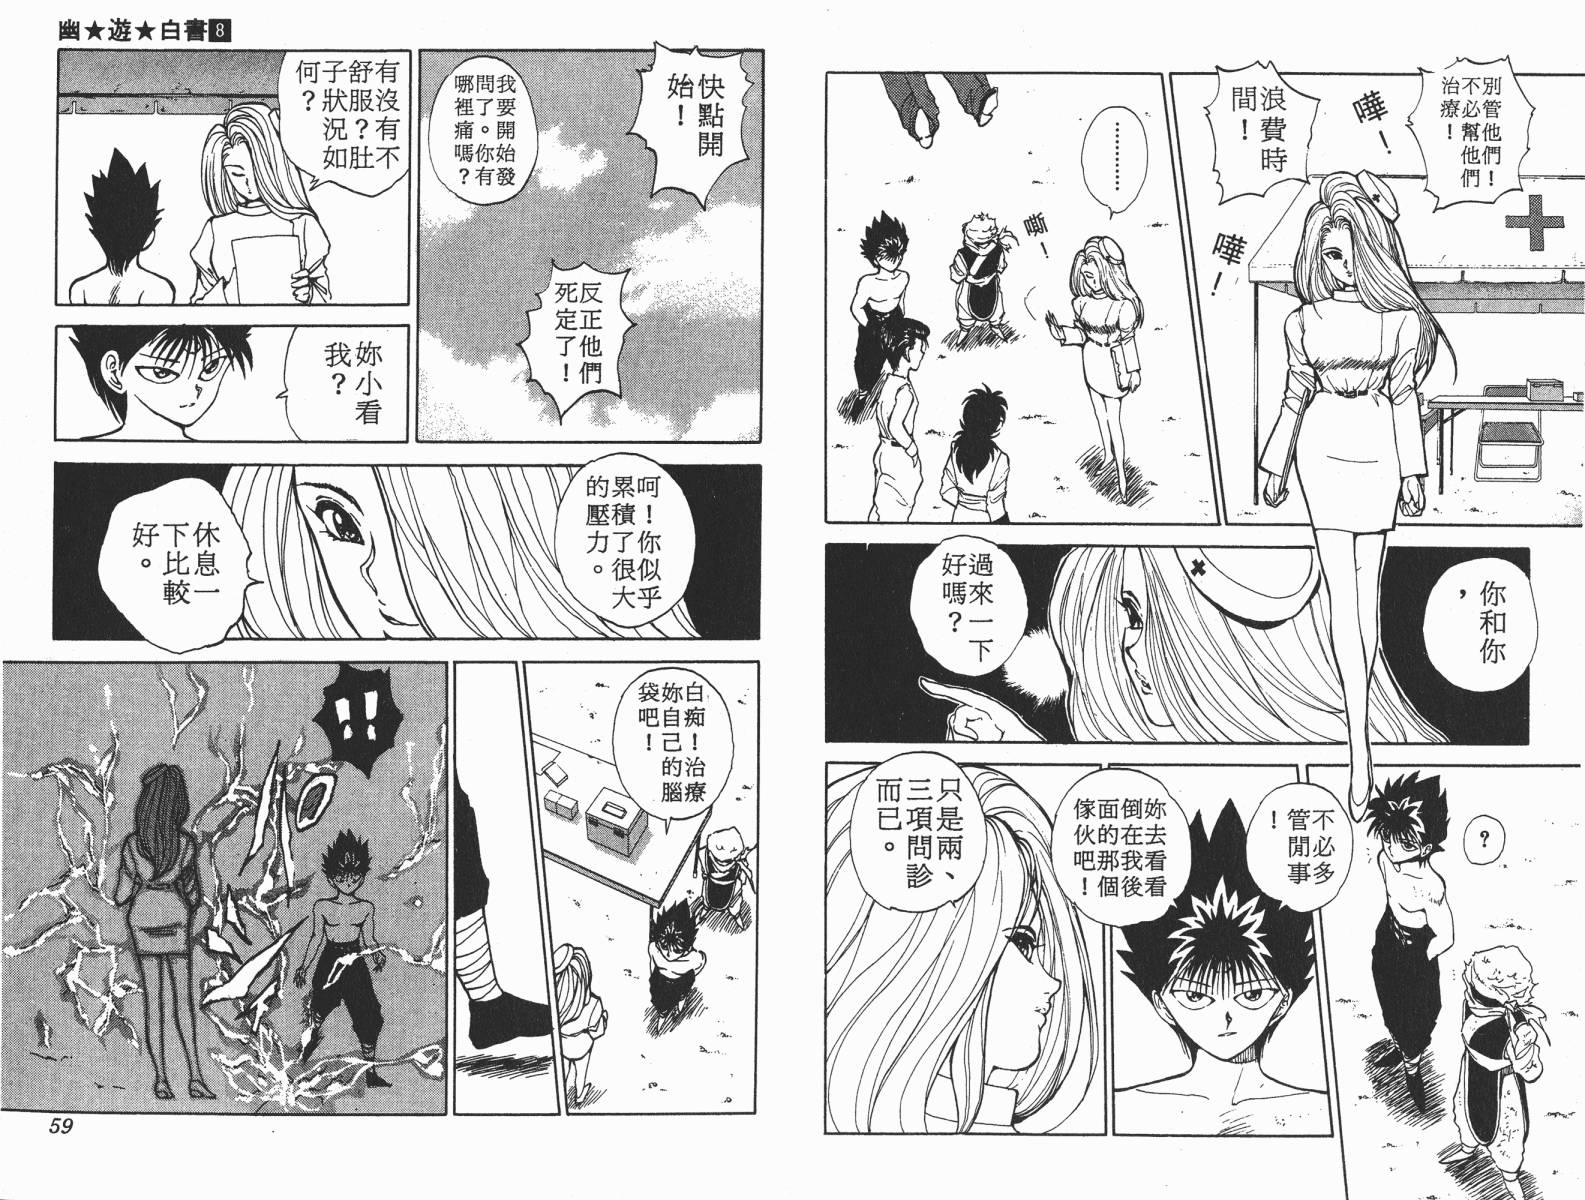 別管他們！
不必幫他們
治療！
嘩！
浪費時
間！
嘩！
………
嘶！
你和你
，
過來一下
好嗎？
？
不必多
管閒事
！
妳去看看
倒在我後
面的那個
傢伙吧！
只是兩、
三項問診
而已。
幽★遊★白書8
快點開
始！
我要開始發
問了。你有
哪裡痛嗎？
反正他們
死定了！
有沒有不
舒服？肚
子狀況如
何？
妳小看
我？
呵！你似乎
累積了很大
的壓力。
休息一
下比較
好。
白痴！治療
妳自己的腦
袋吧！
!!
59